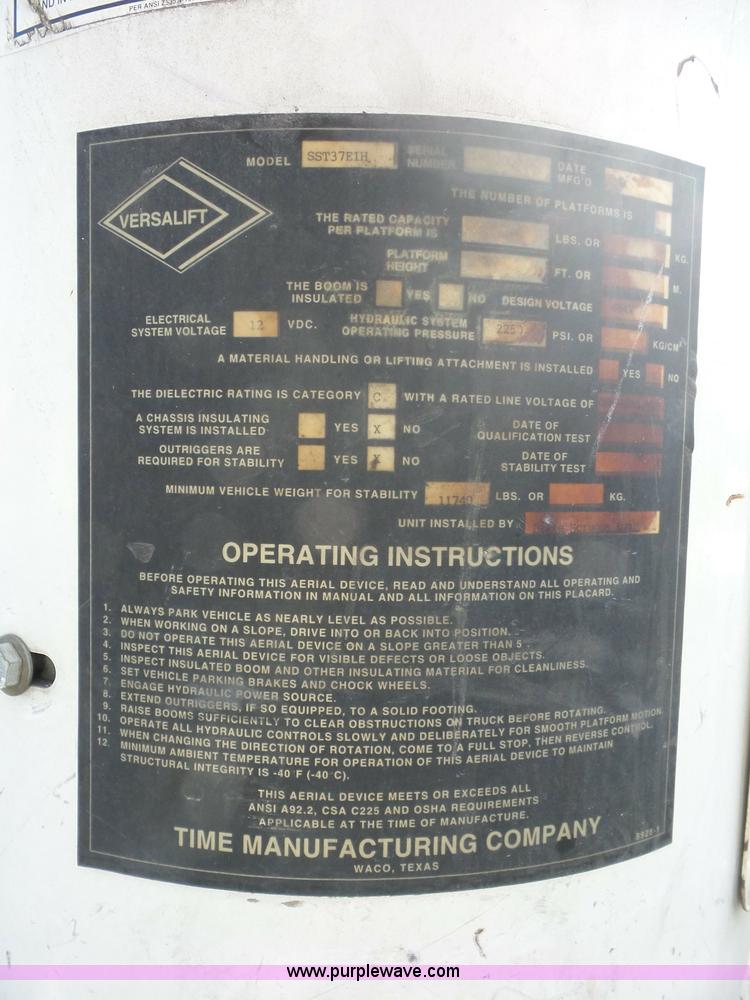 PER ANSI
MODEL SST37EIH SERIAL NUMBER DATE MFG'D
VERSALIFT
THE NUMBER OF PLATFORMS IS
THE RATED CAPACITY
PER PLATFORM IS LBS. OR KG.
PLATFORM
HEIGHT FT. OR M.
THE BOOM IS
INSULATED YES NO DESIGN VOLTAGE
ELECTRICAL
SYSTEM VOLTAGE 12 VDC. HYDRAULIC SYSTEM
OPERATING PRESSURE 2250 PSI. OR KG/CM²
A MATERIAL HANDLING OR LIFTING ATTACHMENT IS INSTALLED YES NO
THE DIELECTRIC RATING IS CATEGORY C WITH A RATED LINE VOLTAGE OF
A CHASSIS INSULATING
SYSTEM IS INSTALLED YES X NO
DATE OF
QUALIFICATION TEST
OUTRIGGERS ARE
REQUIRED FOR STABILITY YES X NO
DATE OF
STABILITY TEST
MINIMUM VEHICLE WEIGHT FOR STABILITY 11740 LBS. OR KG.
UNIT INSTALLED BY
OPERATING INSTRUCTIONS
BEFORE OPERATING THIS AERIAL DEVICE, READ AND UNDERSTAND ALL OPERATING AND
SAFETY INFORMATION IN MANUAL AND ALL INFORMATION ON THIS PLACARD.
1. ALWAYS PARK VEHICLE AS NEARLY LEVEL AS POSSIBLE.
2. WHEN WORKING ON A SLOPE, DRIVE INTO OR BACK INTO POSITION.
3. DO NOT OPERATE THIS AERIAL DEVICE ON A SLOPE GREATER THAN 5°.
4. INSPECT THIS AERIAL DEVICE FOR VISIBLE DEFECTS OR LOOSE OBJECTS.
5. INSPECT INSULATED BOOM AND OTHER INSULATING MATERIAL FOR CLEANLINESS.
6. SET VEHICLE PARKING BRAKES AND CHOCK WHEELS.
7. ENGAGE HYDRAULIC POWER SOURCE.
8. EXTEND OUTRIGGERS, IF SO EQUIPPED, TO A SOLID FOOTING.
9. RAISE BOOMS SUFFICIENTLY TO CLEAR OBSTRUCTIONS ON TRUCK BEFORE ROTATING.
10. OPERATE ALL HYDRAULIC CONTROLS SLOWLY AND DELIBERATELY FOR SMOOTH PLATFORM MOTION.
11. WHEN CHANGING THE DIRECTION OF ROTATION, COME TO A FULL STOP, THEN REVERSE CONTROL.
12. MINIMUM AMBIENT TEMPERATURE FOR OPERATION OF THIS AERIAL DEVICE TO MAINTAIN
STRUCTURAL INTEGRITY IS -40°F (-40°C).
THIS AERIAL DEVICE MEETS OR EXCEEDS ALL
ANSI A92.2, CSA C225 AND OSHA REQUIREMENTS
APPLICABLE AT THE TIME OF MANUFACTURE.
TIME MANUFACTURING COMPANY
WACO, TEXAS
www.purplewave.com